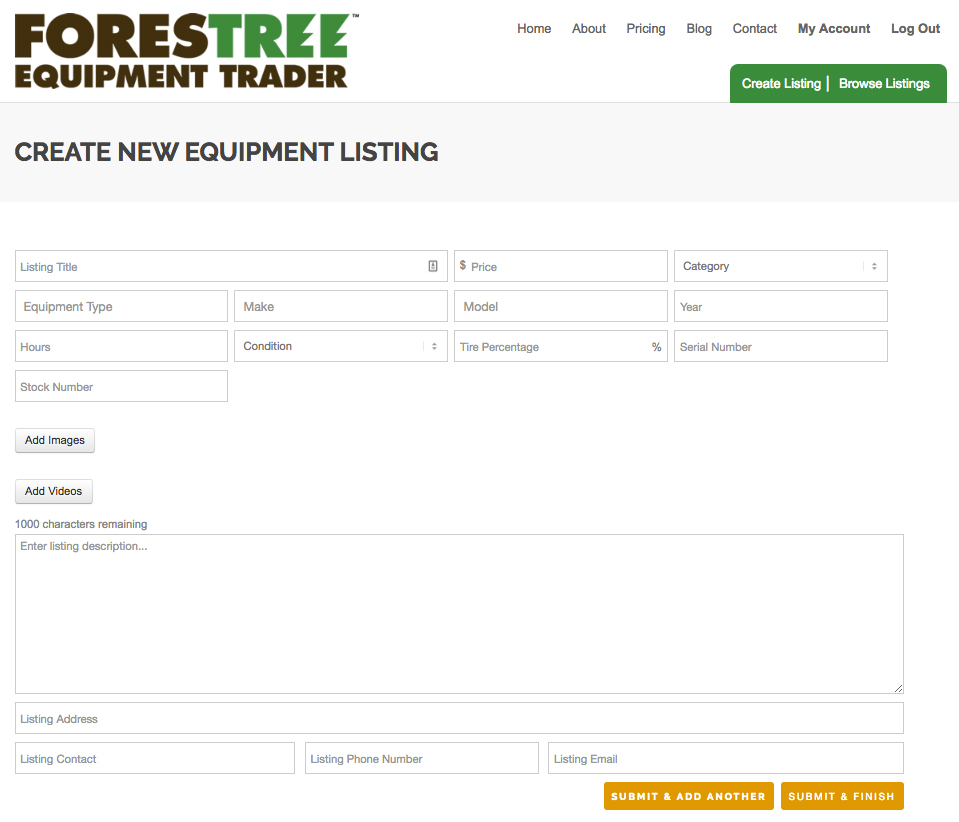 FORESTREE™
EQUIPMENT TRADER
Home About Pricing Blog Contact My Account Log Out
Create Listing | Browse Listings
CREATE NEW EQUIPMENT LISTING
Listing Title $ Price Category
Equipment Type Make Model Year
Hours Condition Tire Percentage % Serial Number
Stock Number
Add Images
Add Videos
1000 characters remaining
Enter listing description...
Listing Address
Listing Contact Listing Phone Number Listing Email
SUBMIT & ADD ANOTHER SUBMIT & FINISH